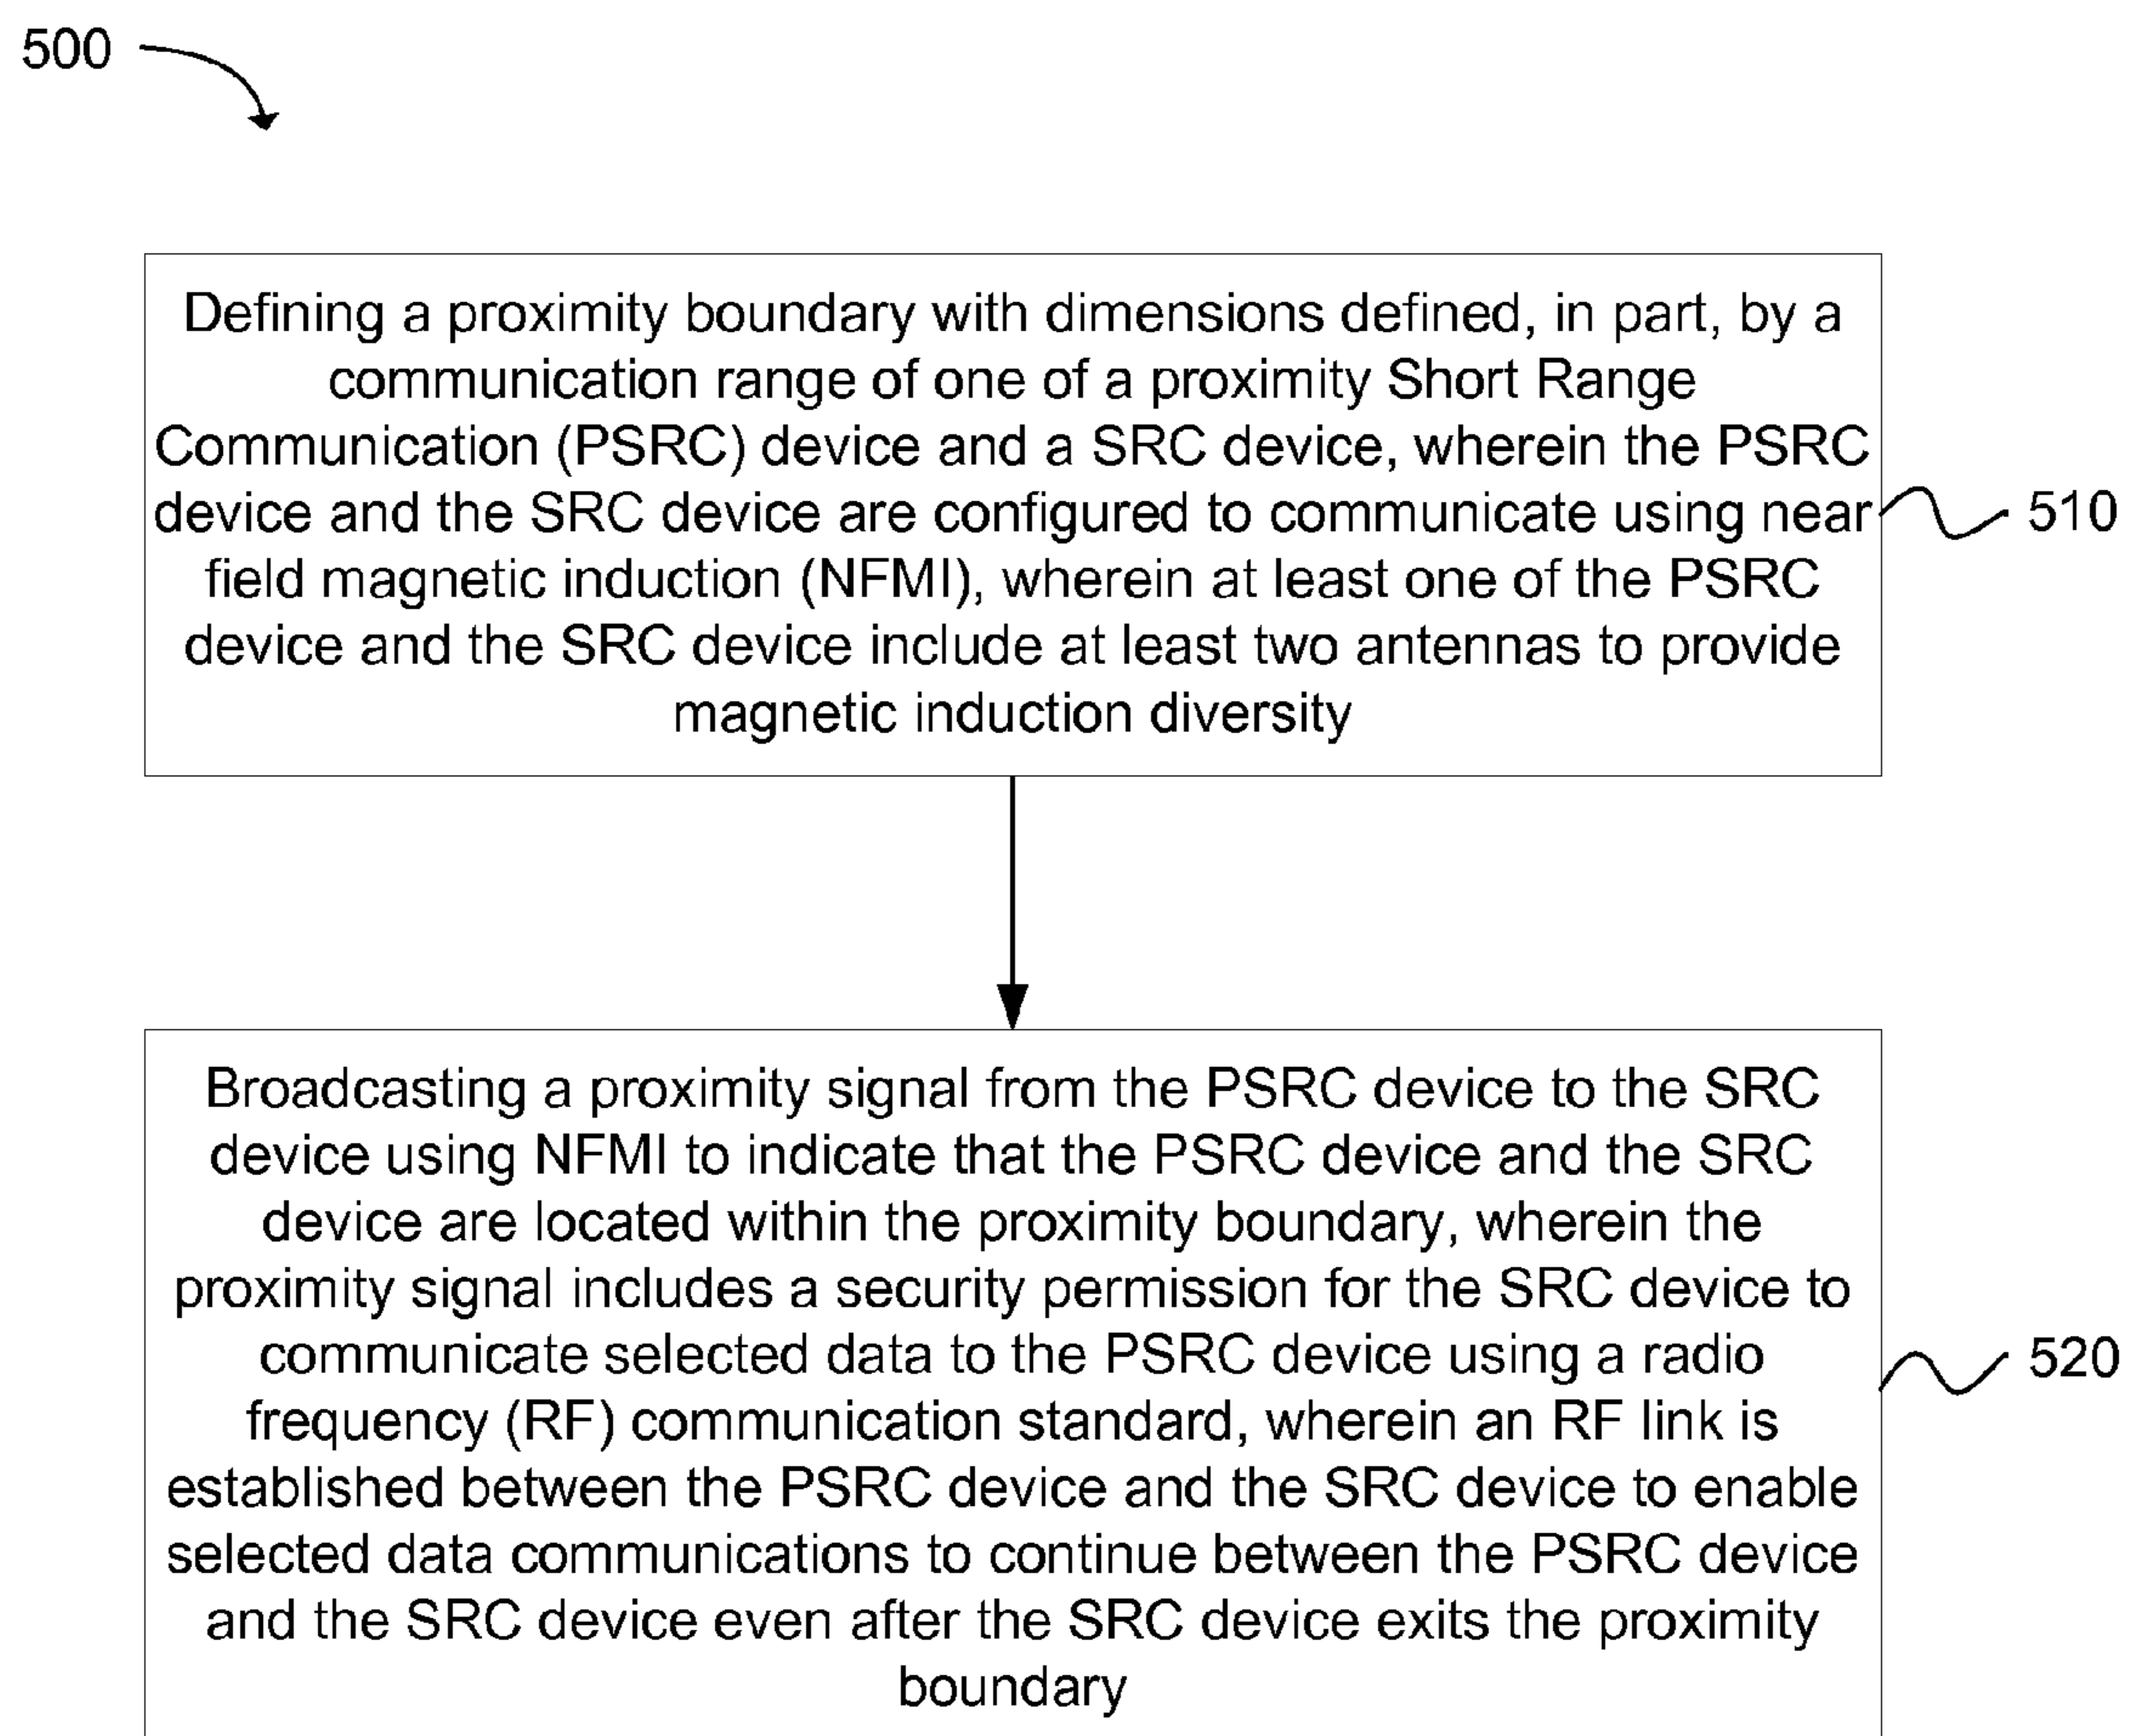 500
Defining a proximity boundary with dimensions defined, in part, by a
communication range of one of a proximity Short Range
Communication (PSRC) device and a SRC device, wherein the PSRC
device and the SRC device are configured to communicate using near
field magnetic induction (NFMI), wherein at least one of the PSRC
device and the SRC device include at least two antennas to provide
magnetic induction diversity
510
Broadcasting a proximity signal from the PSRC device to the SRC
device using NFMI to indicate that the PSRC device and the SRC
device are located within the proximity boundary, wherein the
proximity signal includes a security permission for the SRC device to
communicate selected data to the PSRC device using a radio
frequency (RF) communication standard, wherein an RF link is
established between the PSRC device and the SRC device to enable
selected data communications to continue between the PSRC device
and the SRC device even after the SRC device exits the proximity
boundary
520